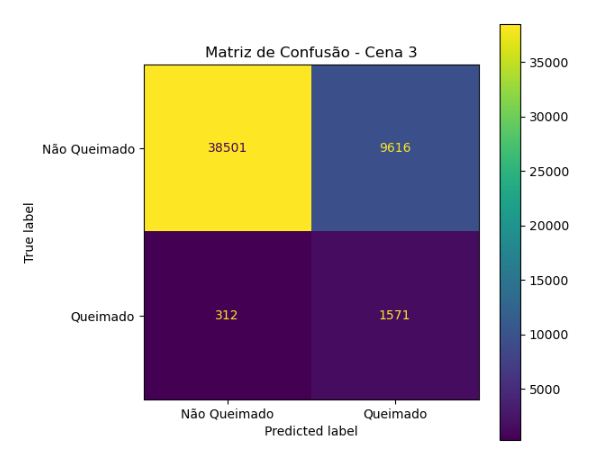 Matriz de Confusão - Cena 3
True label
Não Queimado
Queimado
38501
9616
312
1571
Não Queimado
Queimado
Predicted label
35000
30000
25000
20000
15000
10000
5000